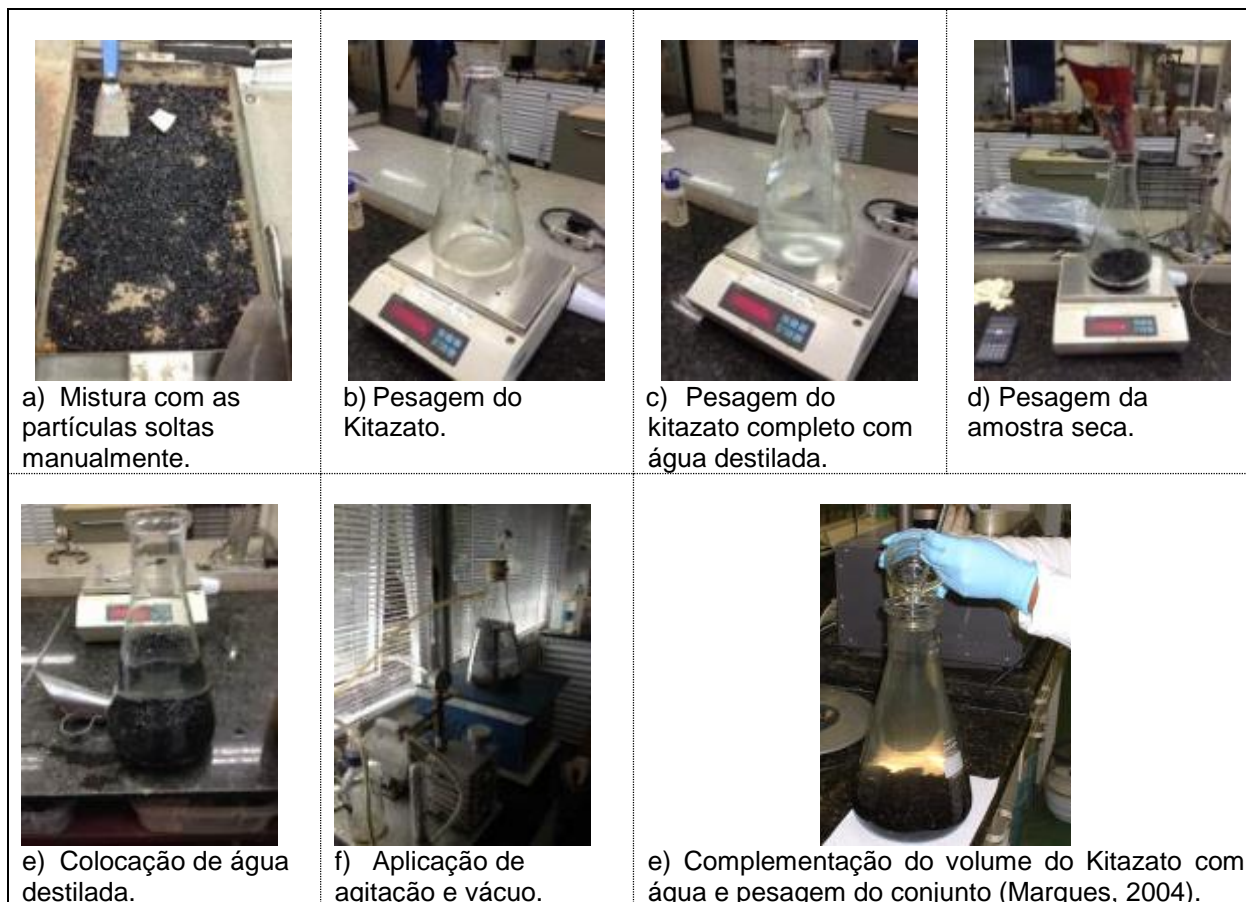 a) Mistura com as
partículas soltas
manualmente.
b) Pesagem do
Kitazato.
c) Pesagem do
kitazato completo com
água destilada.
d) Pesagem da
amostra seca.
e) Colocação de água
destilada.
f) Aplicação de
agitação e vácuo.
e) Complementação do volume do Kitazato com
água e pesagem do conjunto (Marques, 2004).